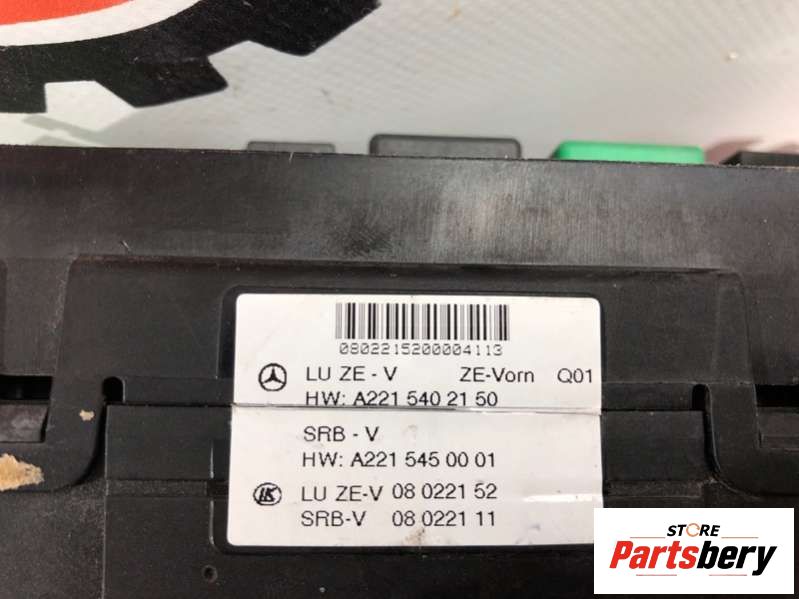 0802215200004113
LU ZE - V ZE-Vorn Q01
HW: A221 540 21 50
SRB - V
HW: A221 545 00 01
LK LU ZE-V 08 0221 52
SRB-V 08 0221 11
STORE
Partsbery